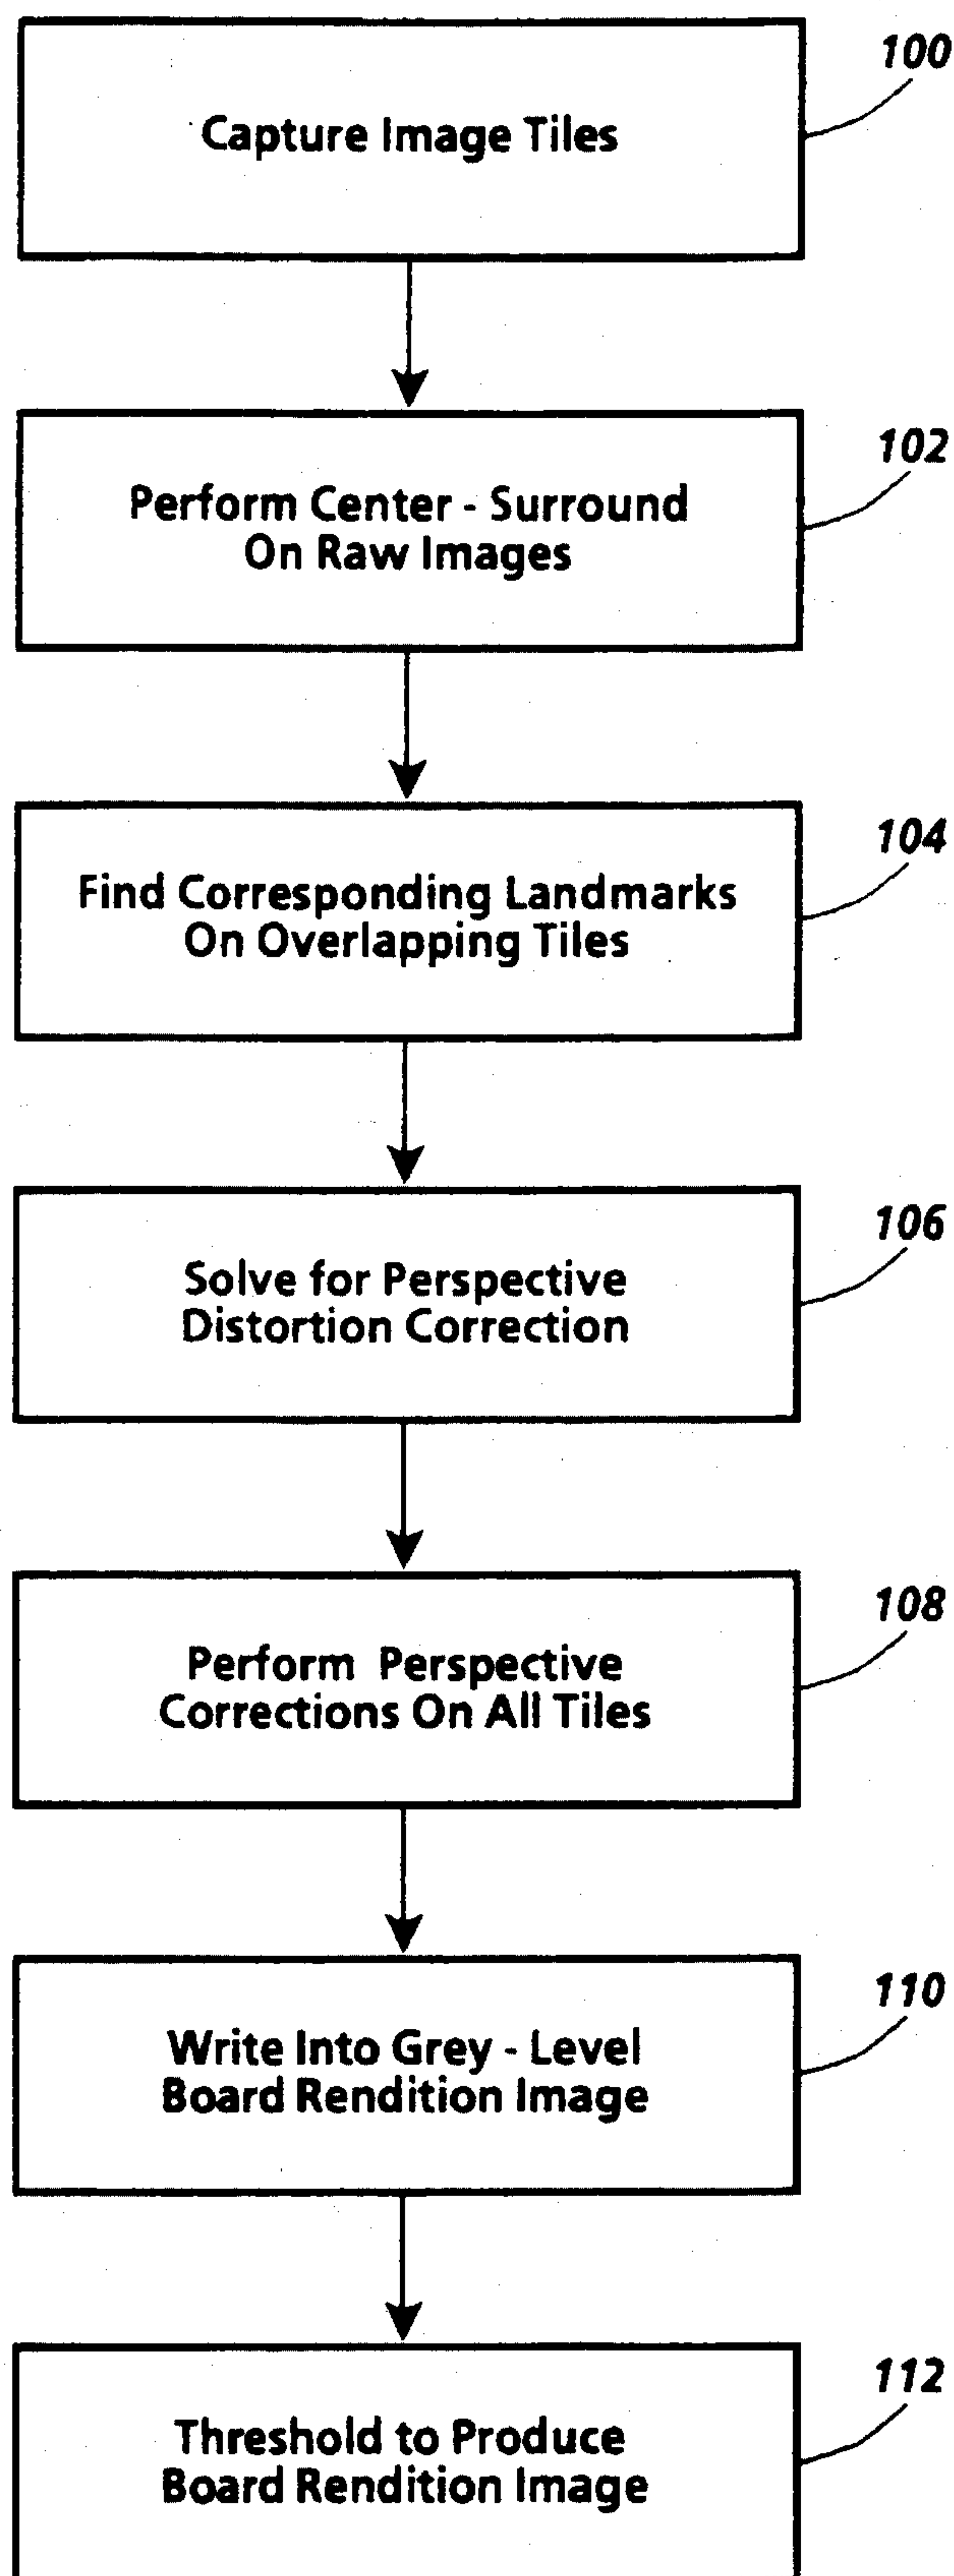 100
Capture Image Tiles
102
Perform Center - Surround
On Raw Images
104
Find Corresponding Landmarks
On Overlapping Tiles
106
Solve for Perspective
Distortion Correction
108
Perform Perspective
Corrections On All Tiles
110
Write Into Grey - Level
Board Rendition Image
112
Threshold to Produce
Board Rendition Image